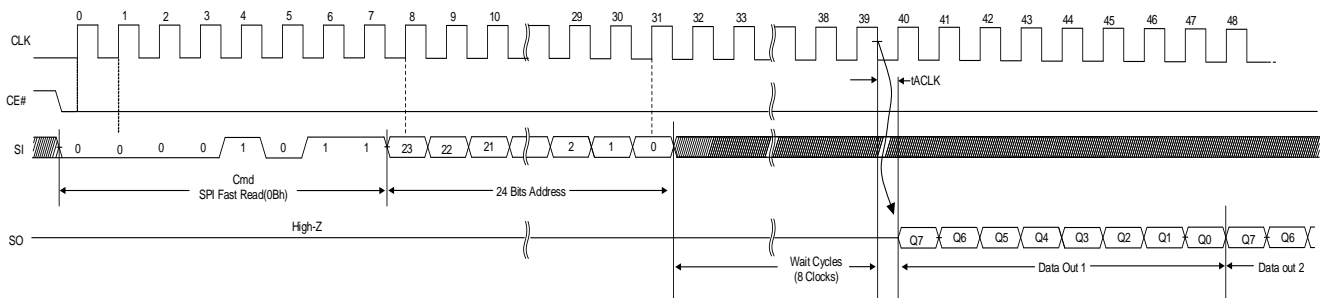 0 1 2 3 4 5 6 7 8 9 10 29 30 31 32 33 38 39 40 41 42 43 44 45 46 47 48
CLK
tACLK
CE#
SI 0 0 0 0 1 0 1 1 23 22 21 2 1 0
Cmd
SPI Fast Read(0Bh)
24 Bits Address
High-Z
SO
Q7 Q6 Q5 Q4 Q3 Q2 Q1 Q0 Q7 Q6
Wait Cycles
(8 Clocks)
Data Out 1
Data out 2